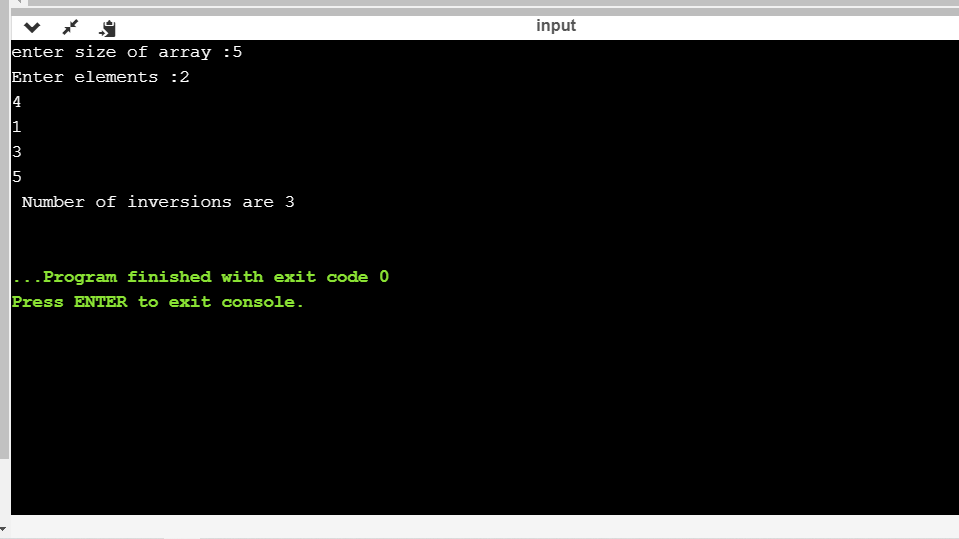 input
enter size of array :5
Enter elements :2
4
1
3
5
Number of inversions are 3
...Program finished with exit code 0
Press ENTER to exit console.